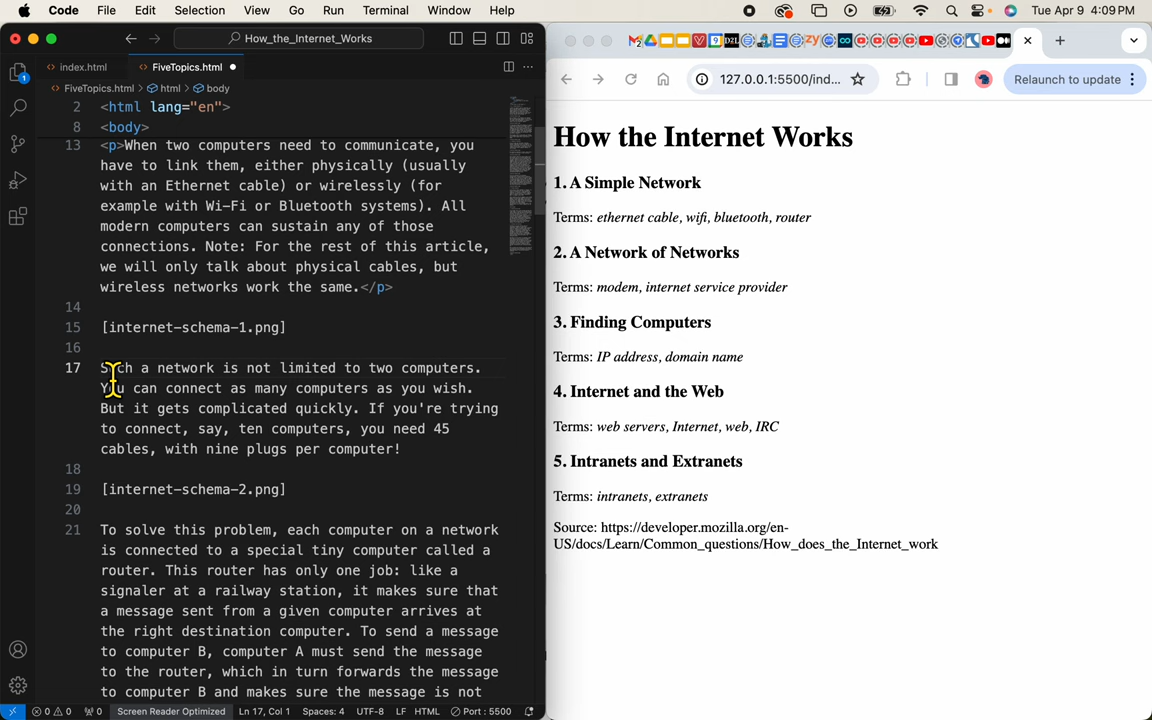 Code File Edit Selection View Go Run Terminal Window Help Tue Apr 9 4:09 PM
How_the_Internet_Works
index.html FiveTopics.html
FiveTopics.html > html > body
2 <html lang="en">
8 <body>
13 <p>When two computers need to communicate, you
have to link them, either physically (usually
with an Ethernet cable) or wirelessly (for
example with Wi-Fi or Bluetooth systems). All
modern computers can sustain any of those
connections. Note: For the rest of this article,
we will only talk about physical cables, but
wireless networks work the same.</p>
14
15 [internet-schema-1.png]
16
17 Such a network is not limited to two computers.
You can connect as many computers as you wish.
But it gets complicated quickly. If you're trying
to connect, say, ten computers, you need 45
cables, with nine plugs per computer!
18
19 [internet-schema-2.png]
20
21 To solve this problem, each computer on a network
is connected to a special tiny computer called a
router. This router has only one job: like a
signaler at a railway station, it makes sure that
a message sent from a given computer arrives at
the right destination computer. To send a message
to computer B, computer A must send the message
to the router, which in turn forwards the message
to computer B and makes sure the message is not
1
0 0 0 Screen Reader Optimized Ln 17, Col 1 Spaces: 4 UTF-8 LF HTML Port : 5500
127.0.0.1:5500/ind... Relaunch to update
How the Internet Works
1. A Simple Network
Terms: ethernet cable, wifi, bluetooth, router
2. A Network of Networks
Terms: modem, internet service provider
3. Finding Computers
Terms: IP address, domain name
4. Internet and the Web
Terms: web servers, Internet, web, IRC
5. Intranets and Extranets
Terms: intranets, extranets
Source: https://developer.mozilla.org/en-
US/docs/Learn/Common_questions/How_does_the_Internet_work